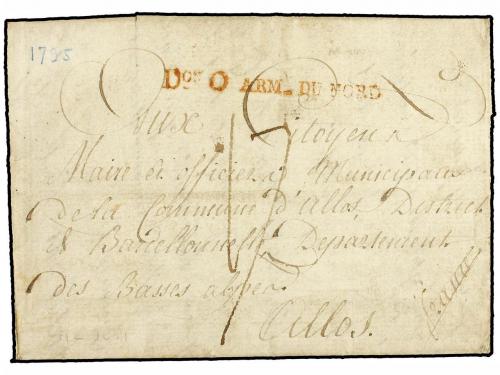 1795
Don O ARM. DU NORD
Aux Citoyens
Maire et officiers Municipaux
de la Commune d'allos, District
de Barcellonnette Departement
des Basses alpes.
Allos.